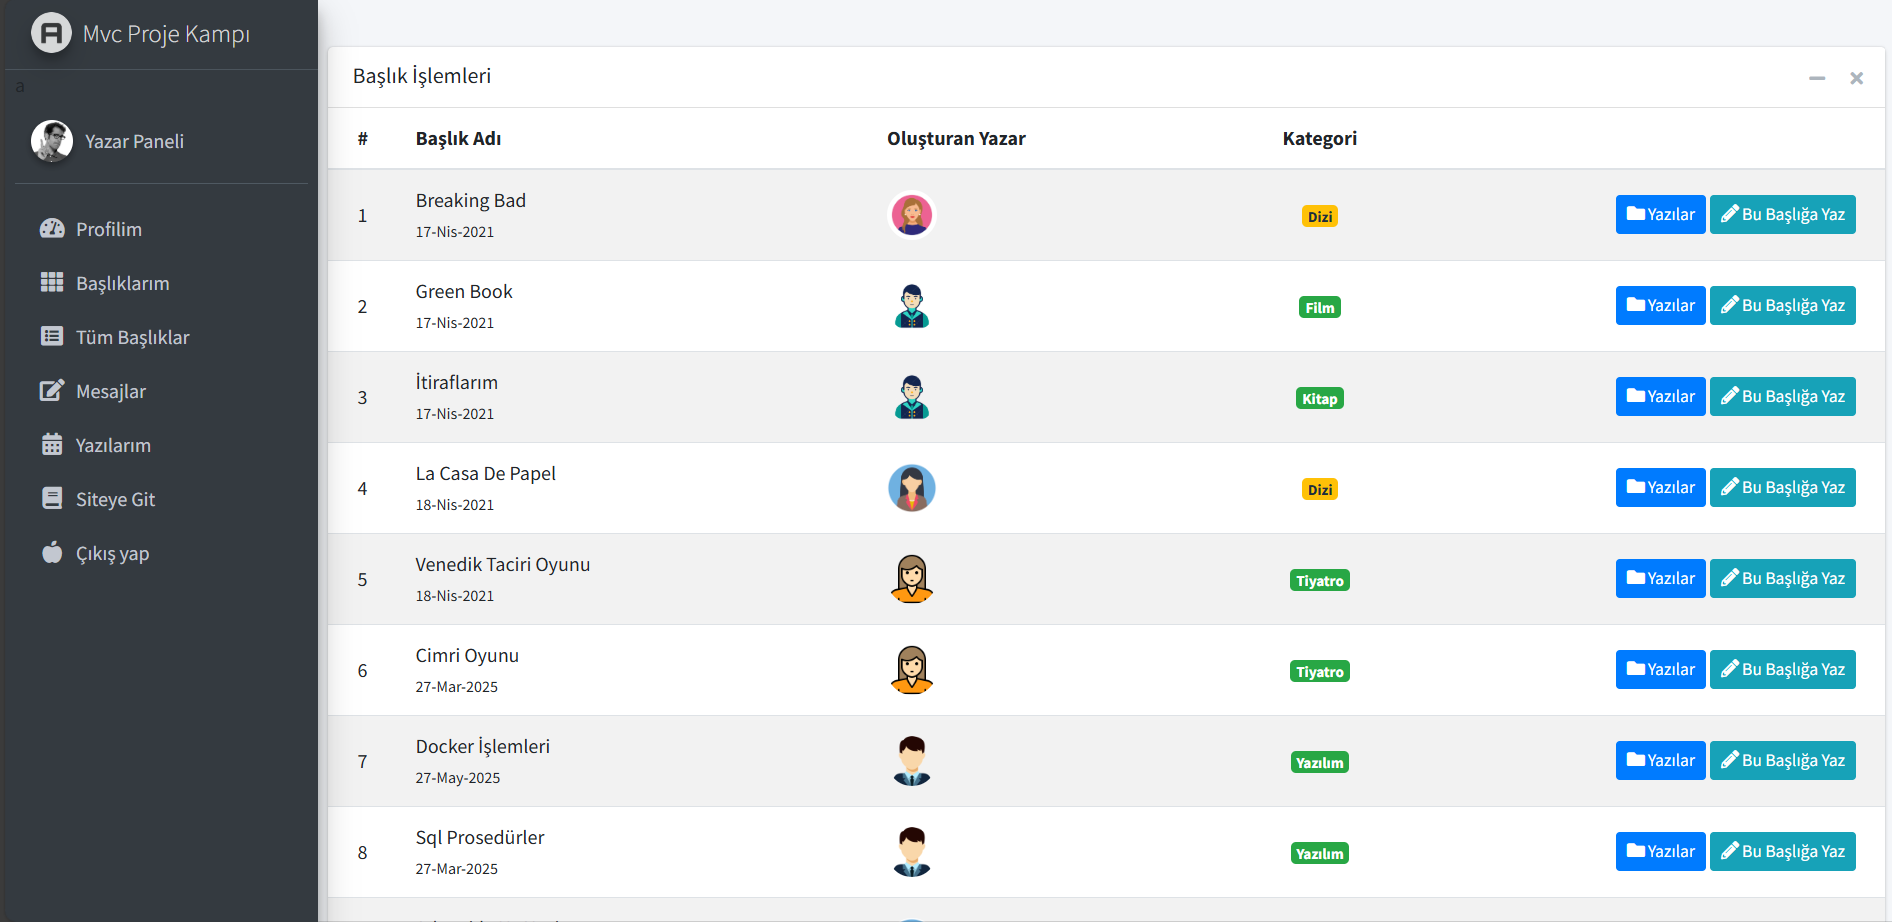 Mvc Proje Kampı
a
Yazar Paneli
Profilim
Başlıklarım
Tüm Başlıklar
Mesajlar
Yazılarım
Siteye Git
Çıkış yap
Başlık İşlemleri
# Başlık Adı Oluşturan Yazar Kategori
1 Breaking Bad Dizi Yazılar Bu Başlığa Yaz
17-Nis-2021
2 Green Book Film Yazılar Bu Başlığa Yaz
17-Nis-2021
3 İtiraflarım Kitap Yazılar Bu Başlığa Yaz
17-Nis-2021
4 La Casa De Papel Dizi Yazılar Bu Başlığa Yaz
18-Nis-2021
5 Venedik Taciri Oyunu Tiyatro Yazılar Bu Başlığa Yaz
18-Nis-2021
6 Cimri Oyunu Tiyatro Yazılar Bu Başlığa Yaz
27-Mar-2025
7 Docker İşlemleri Yazılım Yazılar Bu Başlığa Yaz
27-May-2025
8 Sql Prosedürler Yazılım Yazılar Bu Başlığa Yaz
27-Mar-2025